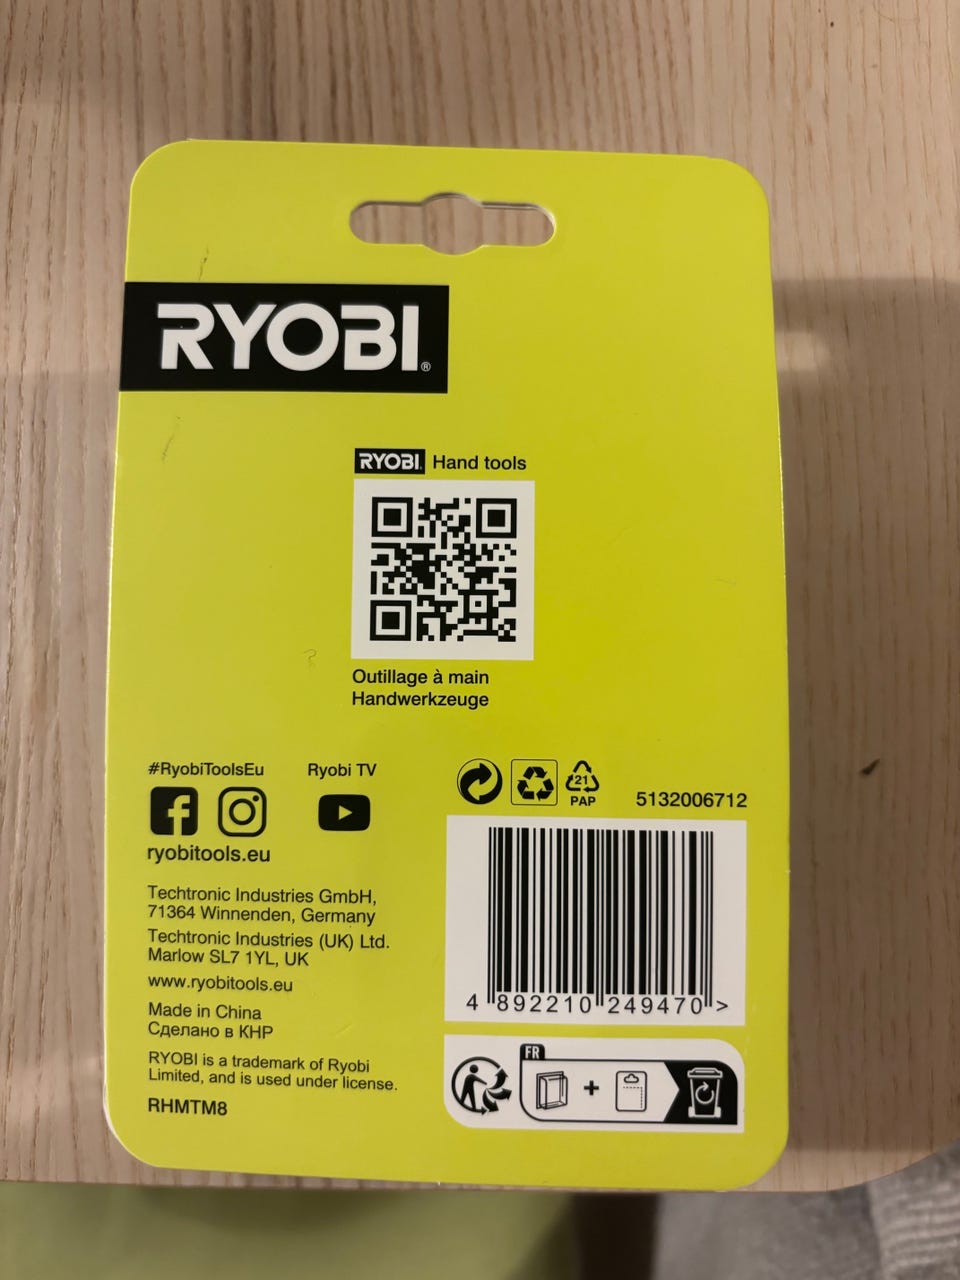 RYOBI®
RYOBI Hand tools
Outillage à main
Handwerkzeuge
#RyobiToolsEu
Ryobi TV
ryobitools.eu
Techtronic Industries GmbH,
71364 Winnenden, Germany
Techtronic Industries (UK) Ltd.
Marlow SL7 1YL, UK
www.ryobitools.eu
Made in China
Сделано в КНР
RYOBI is a trademark of Ryobi
Limited, and is used under license.
RHMTM8
21
PAP
5132006712
4 892210 249470 >
FR
+